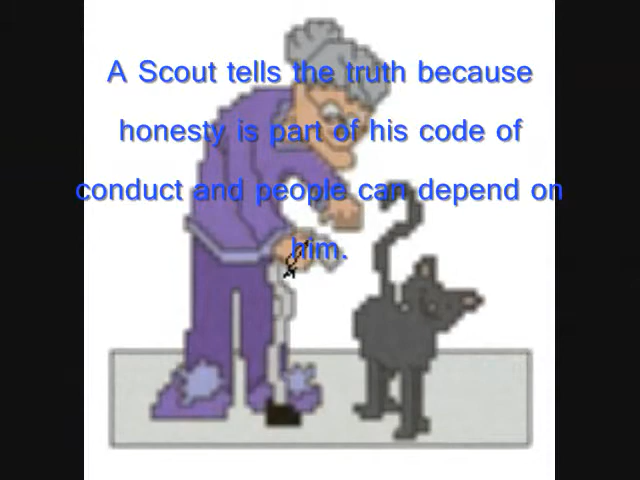 A Scout tells the truth because
honesty is part of his code of
conduct and people can depend on
him.